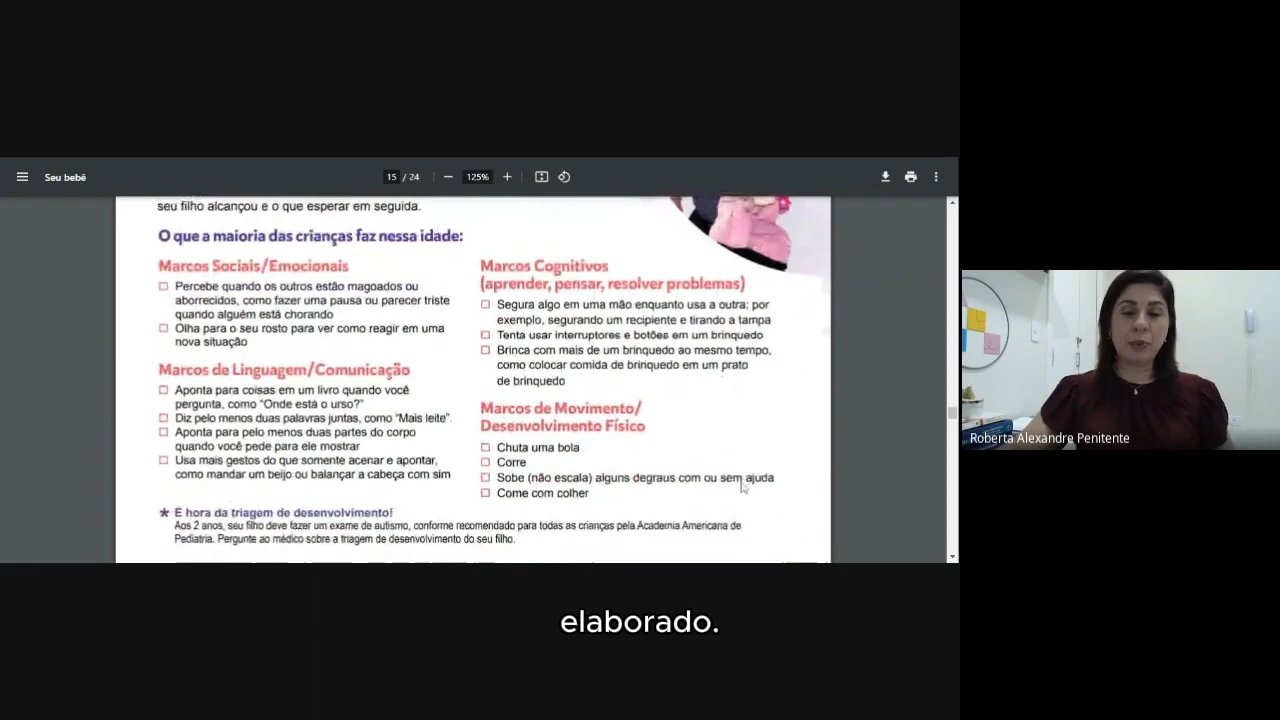 Seu bebê
15 / 24
125%
seu filho alcançou e o que esperar em seguida.
O que a maioria das crianças faz nessa idade:
Marcos Sociais/Emocionais
Percebe quando os outros estão magoados ou
aborrecidos, como fazer uma pausa ou parecer triste
quando alguém está chorando
Olha para o seu rosto para ver como reagir em uma
nova situação
Marcos de Linguagem/Comunicação
Aponta para coisas em um livro quando você
pergunta, como "Onde está o urso?"
Diz pelo menos duas palavras juntas, como "Mais leite".
Aponta para pelo menos duas partes do corpo
quando você pede para ele mostrar
Usa mais gestos do que somente acenar e apontar,
como mandar um beijo ou balançar a cabeça com sim
Marcos Cognitivos
(aprender, pensar, resolver problemas)
Segura algo em uma mão enquanto usa a outra; por
exemplo, segurando um recipiente e tirando a tampa
Tenta usar interruptores e botões em um brinquedo
Brinca com mais de um brinquedo ao mesmo tempo,
como colocar comida de brinquedo em um prato
de brinquedo
Marcos de Movimento/
Desenvolvimento Físico
Chuta uma bola
Corre
Sobe (não escala) alguns degraus com ou sem ajuda
Come com colher
* É hora da triagem de desenvolvimento!
Aos 2 anos, seu filho deve fazer um exame de autismo, conforme recomendado para todas as crianças pela Academia Americana de
Pediatria. Pergunte ao médico sobre a triagem de desenvolvimento do seu filho.
Roberta Alexandre Penitente
elaborado.